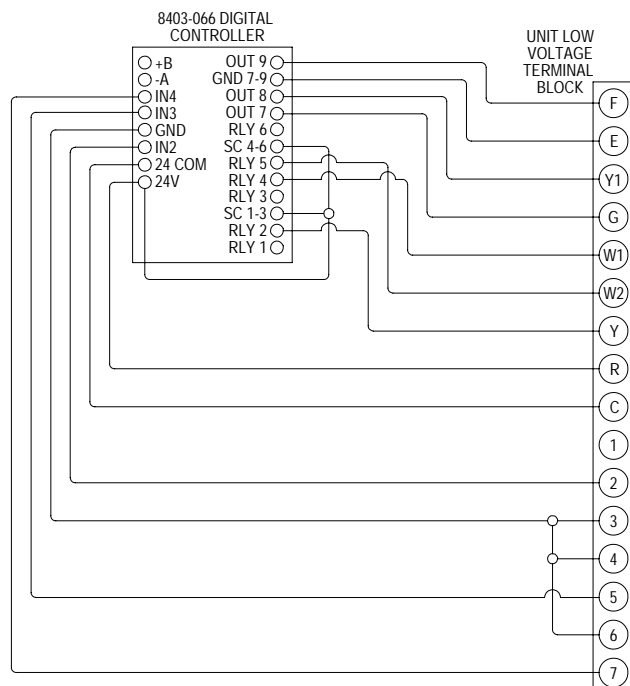 8403-066 DIGITAL
CONTROLLER
+B
-A
IN4
IN3
GND
IN2
24 COM
24V
OUT 9
GND 7-9
OUT 8
OUT 7
RLY 6
SC 4-6
RLY 5
RLY 4
RLY 3
SC 1-3
RLY 2
RLY 1
UNIT LOW
VOLTAGE
TERMINAL
BLOCK
F
E
Y1
G
W1
W2
Y
R
C
1
2
3
4
5
6
7